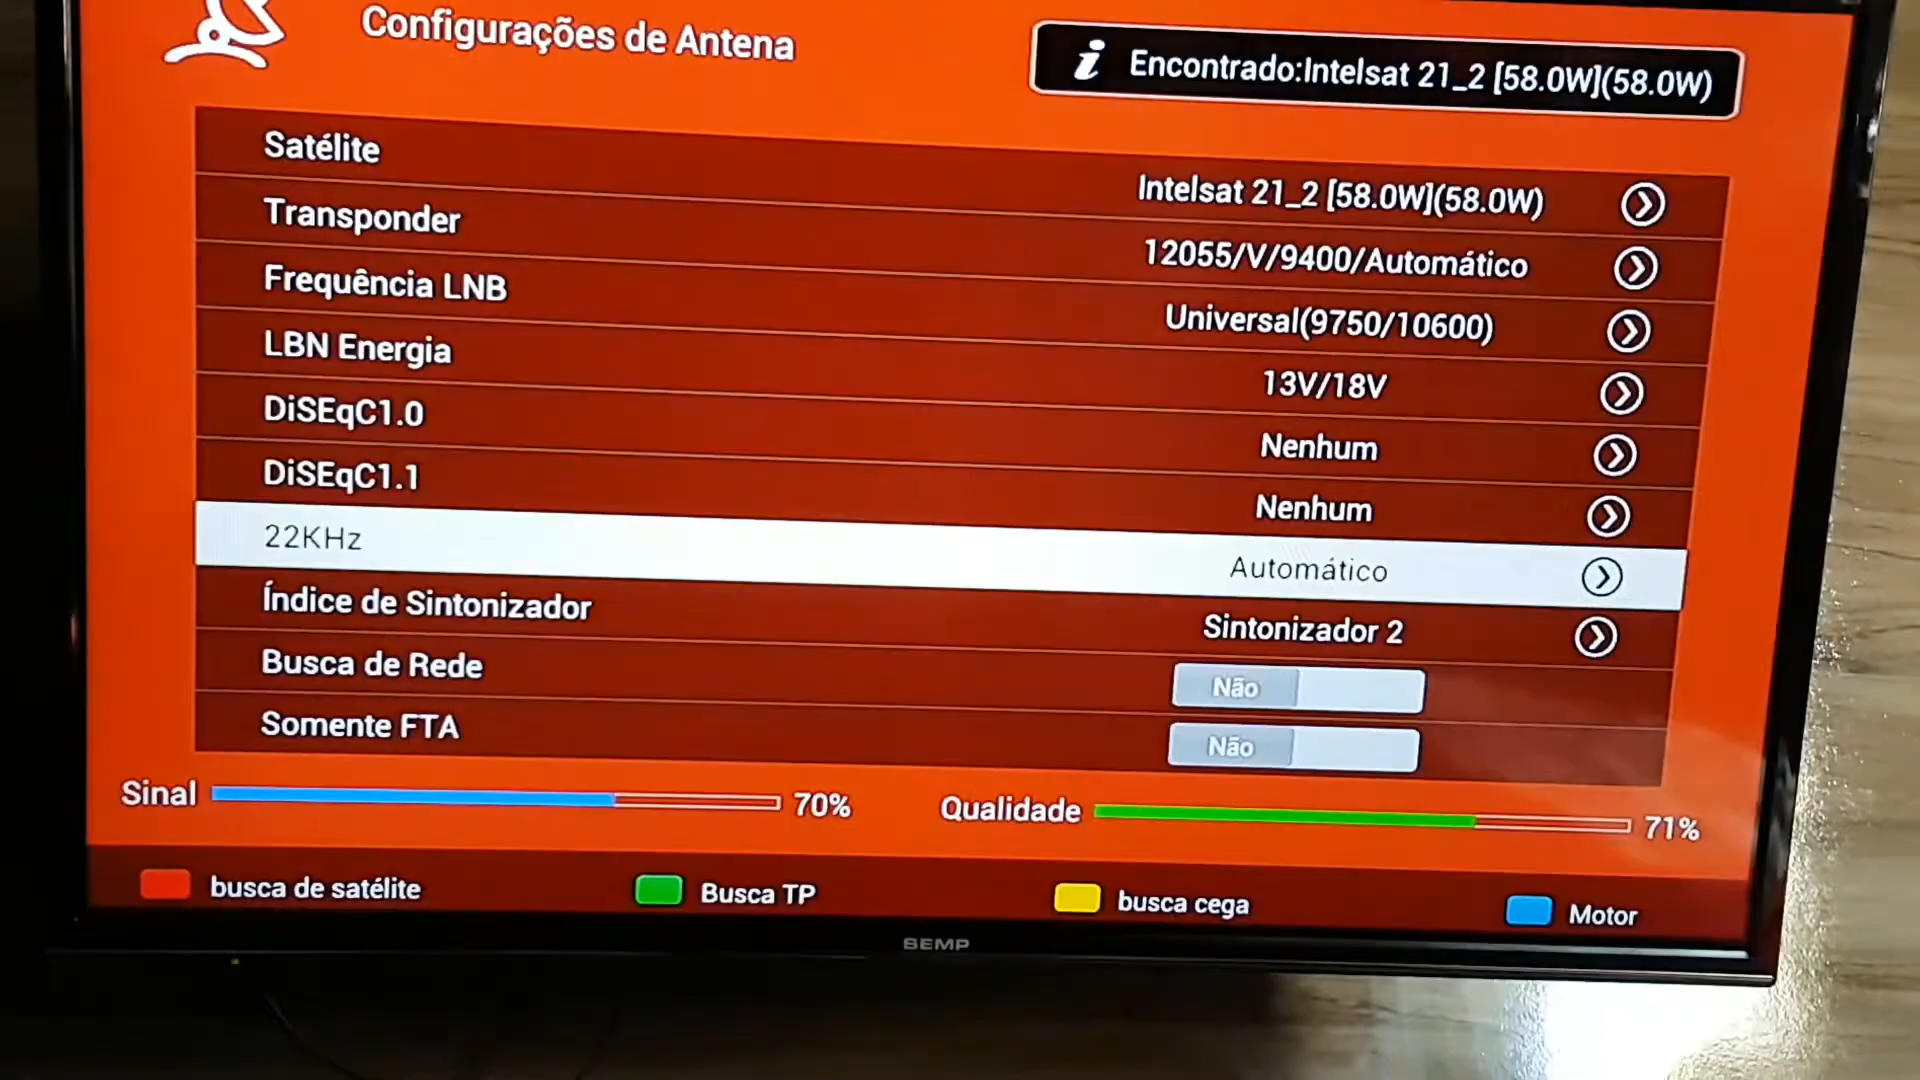 Configurações de Antena
i Encontrado:Intelsat 21_2 [58.0W](58.0W)
Satélite Intelsat 21_2 [58.0W](58.0W)
Transponder 12055/V/9400/Automático
Frequência LNB Universal(9750/10600)
LBN Energia 13V/18V
DiSEqC1.0 Nenhum
DiSEqC1.1 Nenhum
22KHz Automático
Índice de Sintonizador Sintonizador 2
Busca de Rede Não
Somente FTA Não
Sinal 70% Qualidade 71%
busca de satélite Busca TP busca cega Motor
SEMP